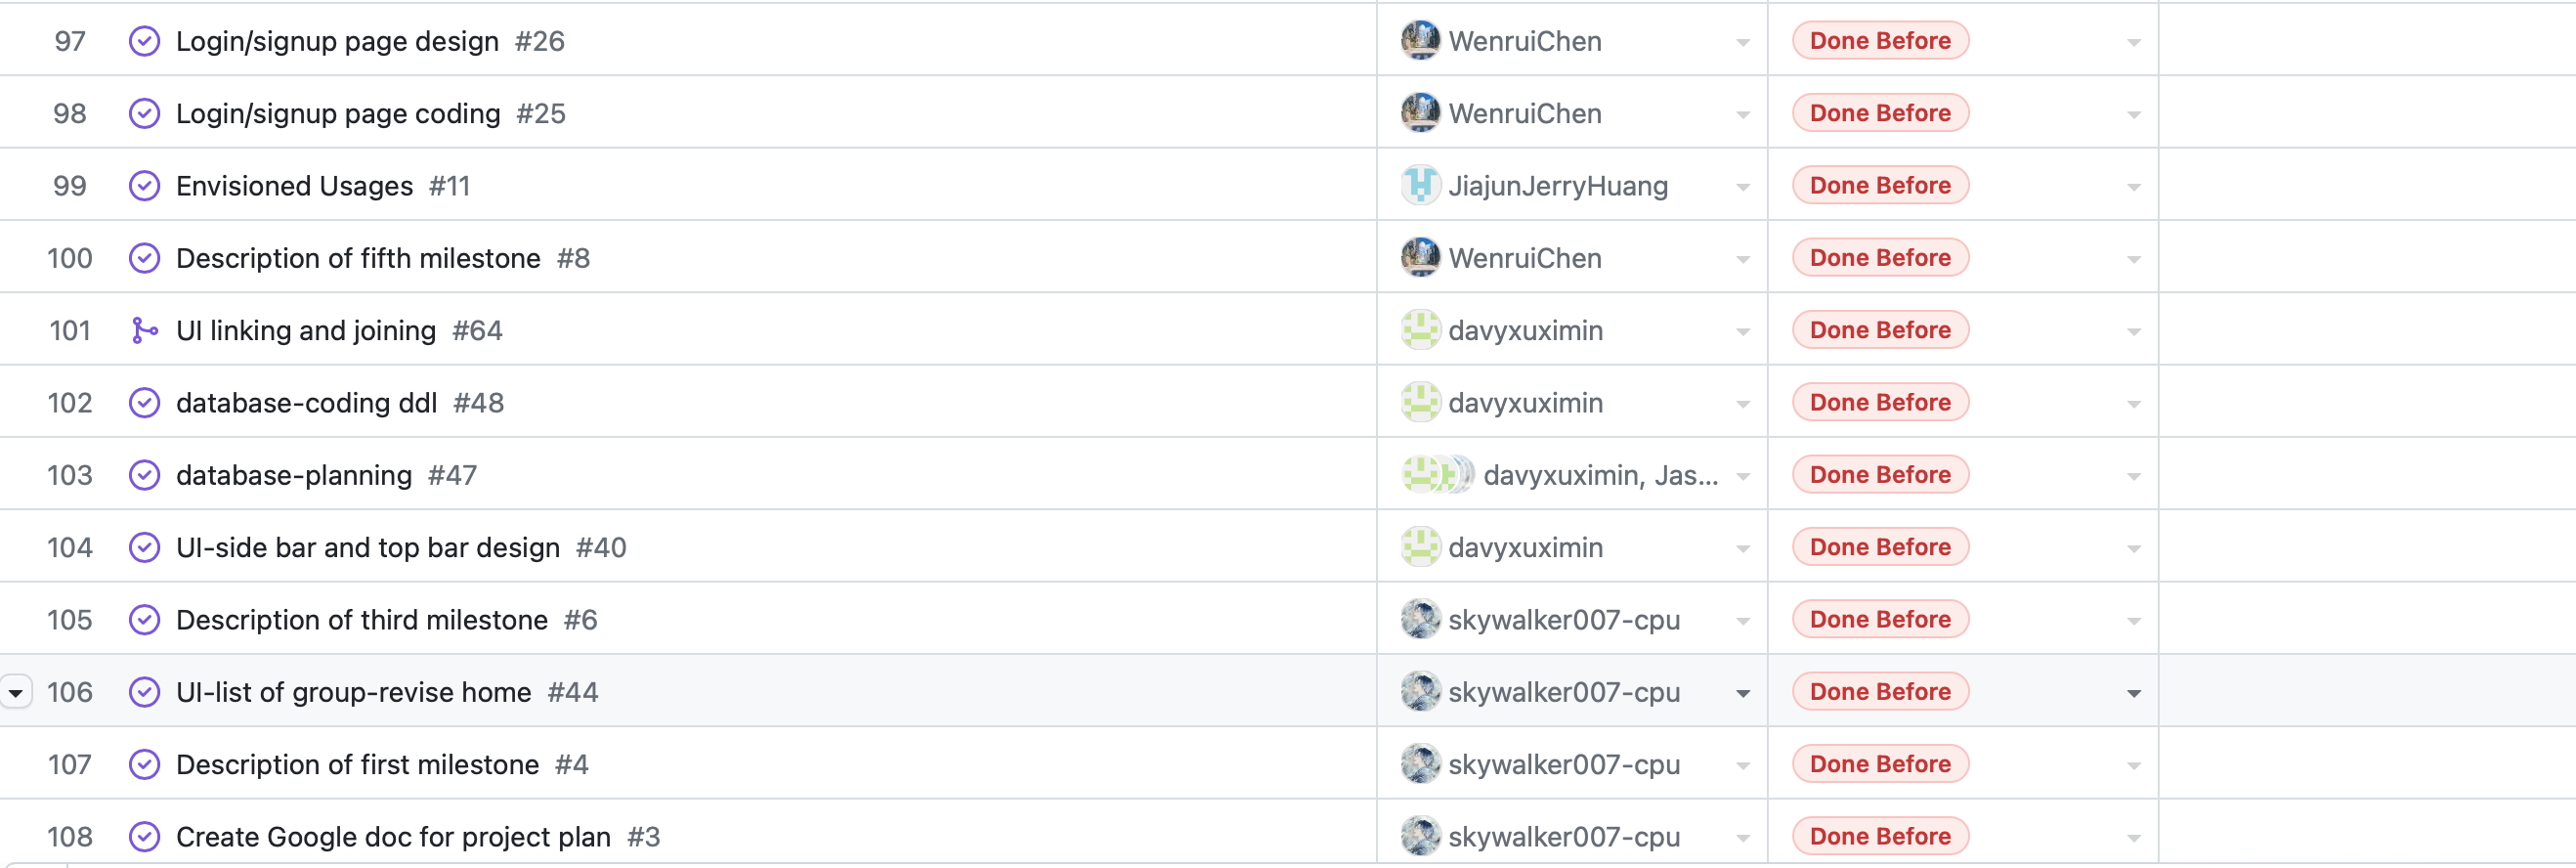 97 Login/signup page design #26 WenruiChen Done Before
98 Login/signup page coding #25 WenruiChen Done Before
99 Envisioned Usages #11 JiajunJerryHuang Done Before
100 Description of fifth milestone #8 WenruiChen Done Before
101 UI linking and joining #64 davyxuximin Done Before
102 database-coding ddl #48 davyxuximin Done Before
103 database-planning #47 davyxuximin, Jas... Done Before
104 UI-side bar and top bar design #40 davyxuximin Done Before
105 Description of third milestone #6 skywalker007-cpu Done Before
106 UI-list of group-revise home #44 skywalker007-cpu Done Before
107 Description of first milestone #4 skywalker007-cpu Done Before
108 Create Google doc for project plan #3 skywalker007-cpu Done Before